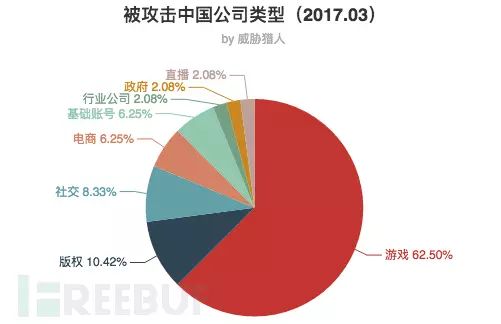 被攻击中国公司类型（2017.03）
by 威胁猎人
直播 2.08%
政府 2.08%
行业公司 2.08%
基础账号 6.25%
电商 6.25%
社交 8.33%
版权 10.42%
游戏 62.50%
FREEBUF